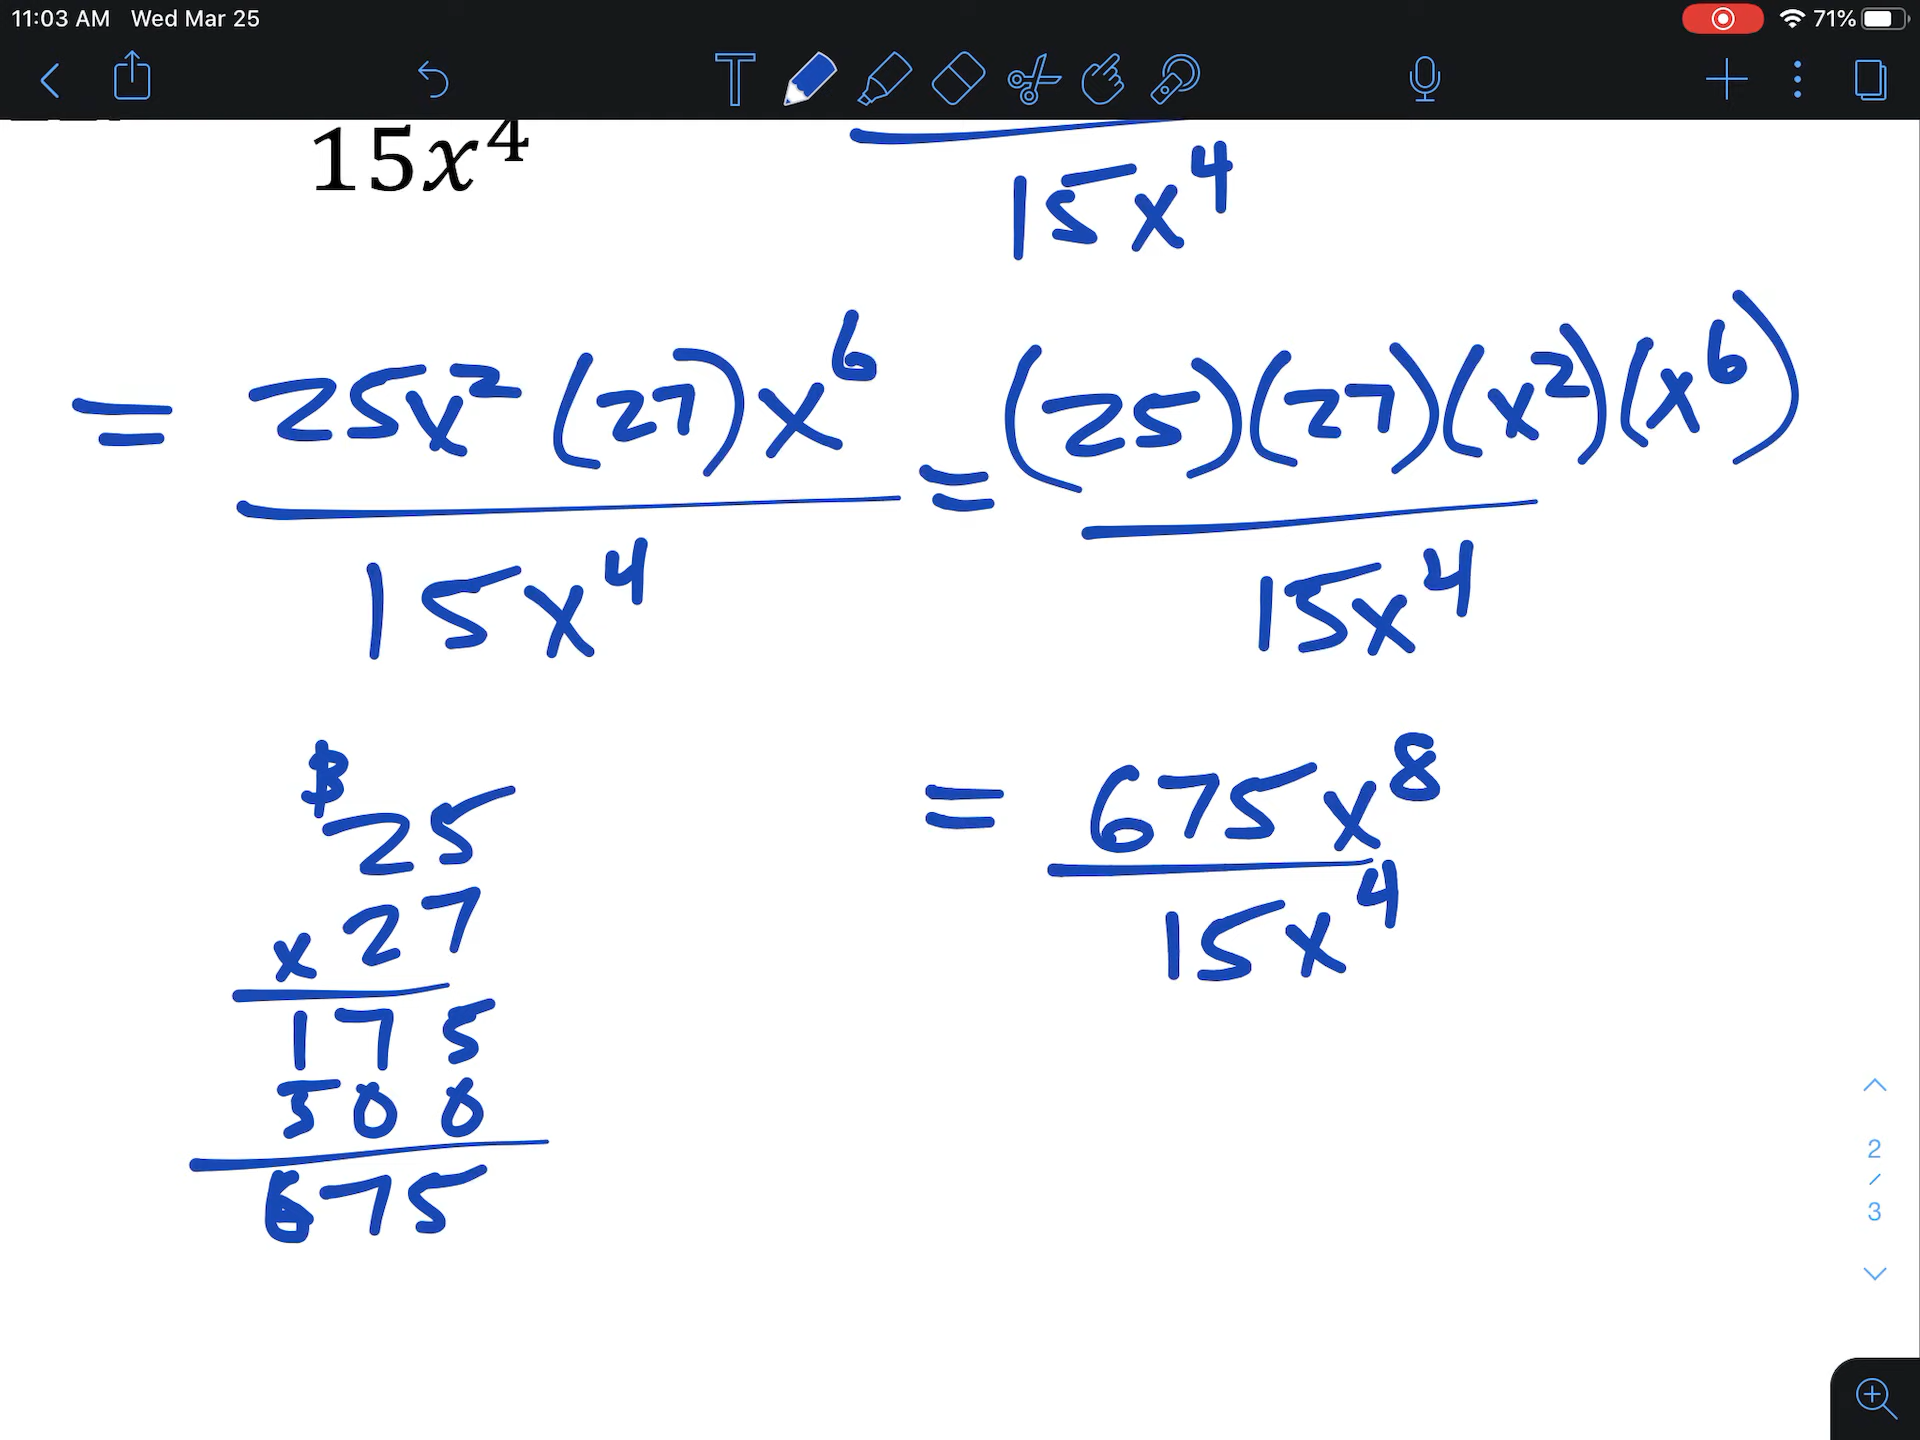 11:03 AM Wed Mar 25 71%
15x⁴
15x⁴
= 25x² (27)x⁶ / 15x⁴ = (25)(27)(x²)(x⁶) / 15x⁴
= 675x⁸ / 15x⁴
3
25
x 27
175
500
675
2
/
3